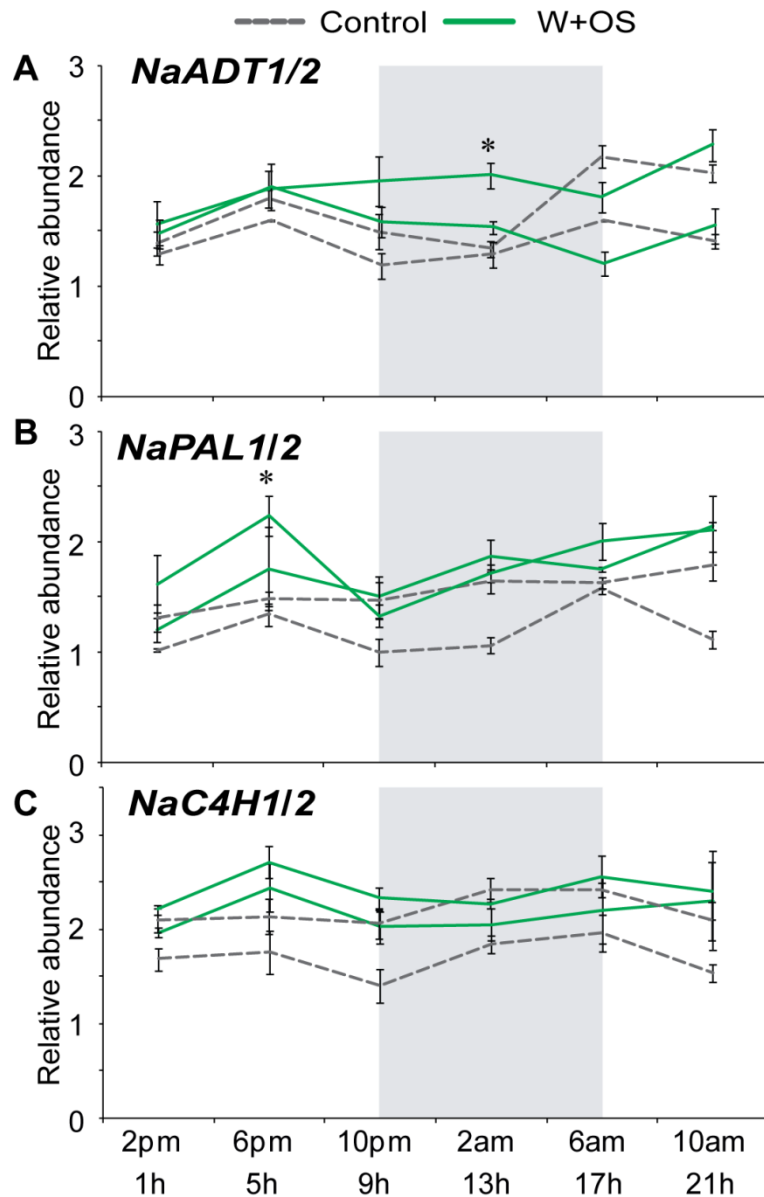 Control W+OS
A NaADT1/2
*
3
2
1
0
Relative abundance
B NaPAL1/2
*
3
2
1
0
Relative abundance
C NaC4H1/2
3
2
1
0
Relative abundance
2pm 6pm 10pm 2am 6am 10am
1h 5h 9h 13h 17h 21h